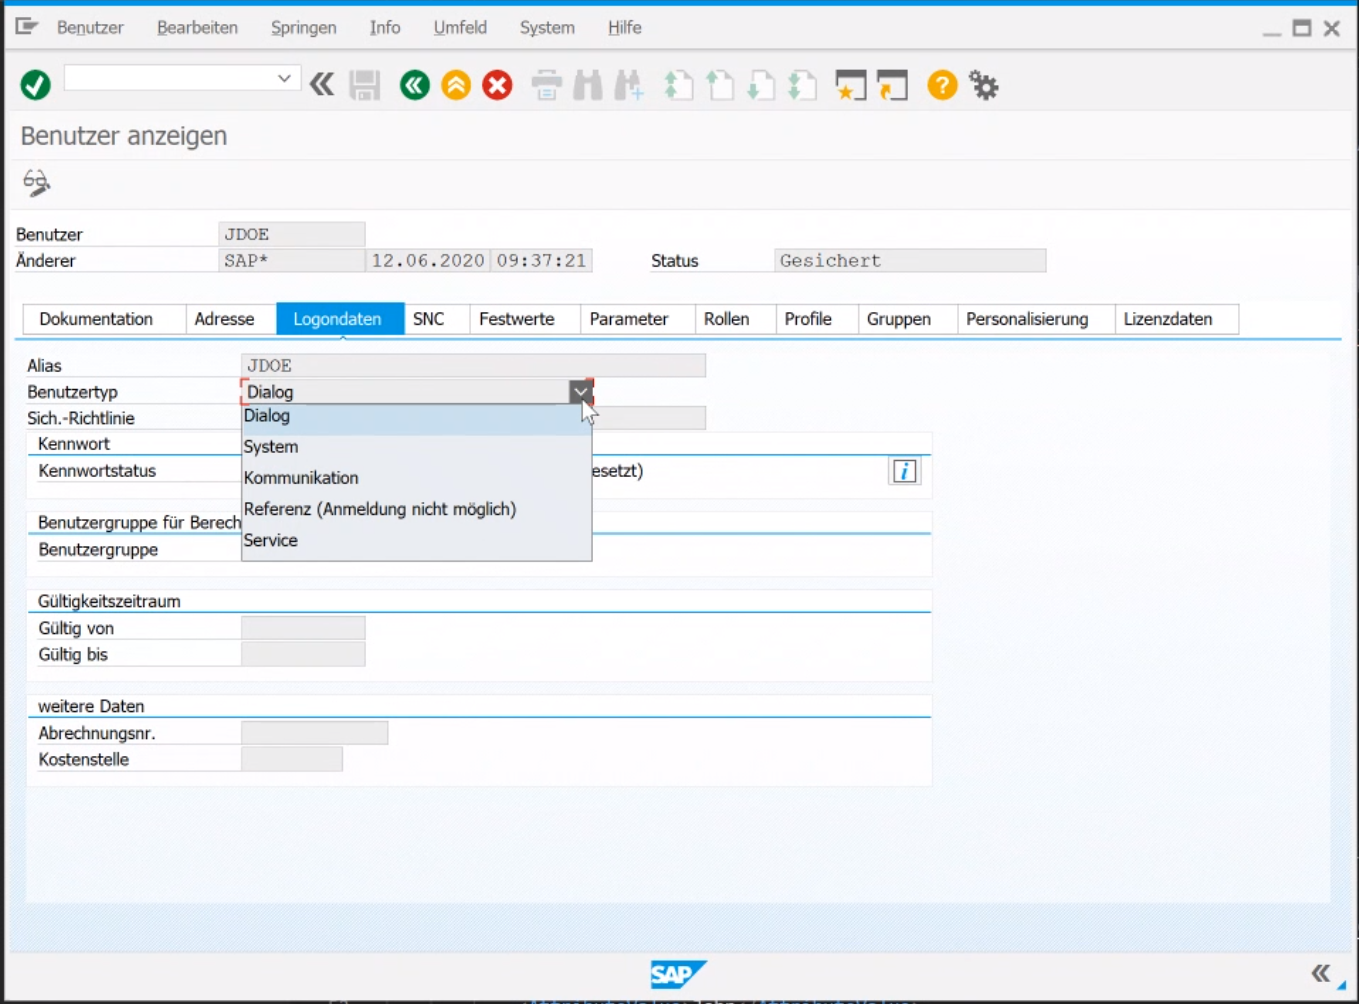 Benutzer Bearbeiten Springen Info Umfeld System Hilfe
Benutzer anzeigen
Benutzer JDOE
Änderer SAP* 12.06.2020 09:37:21 Status Gesichert
Dokumentation Adresse Logondaten SNC Festwerte Parameter Rollen Profile Gruppen Personalisierung Lizenzdaten
Alias JDOE
Benutzertyp Dialog
Dialog
Sich.-Richtlinie
System
Kennwort
Kommunikation
Kennwortstatus esetzt)
Referenz (Anmeldung nicht möglich)
Benutzergruppe für Berech
Service
Benutzergruppe
Gültigkeitszeitraum
Gültig von
Gültig bis
weitere Daten
Abrechnungsnr.
Kostenstelle
SAP